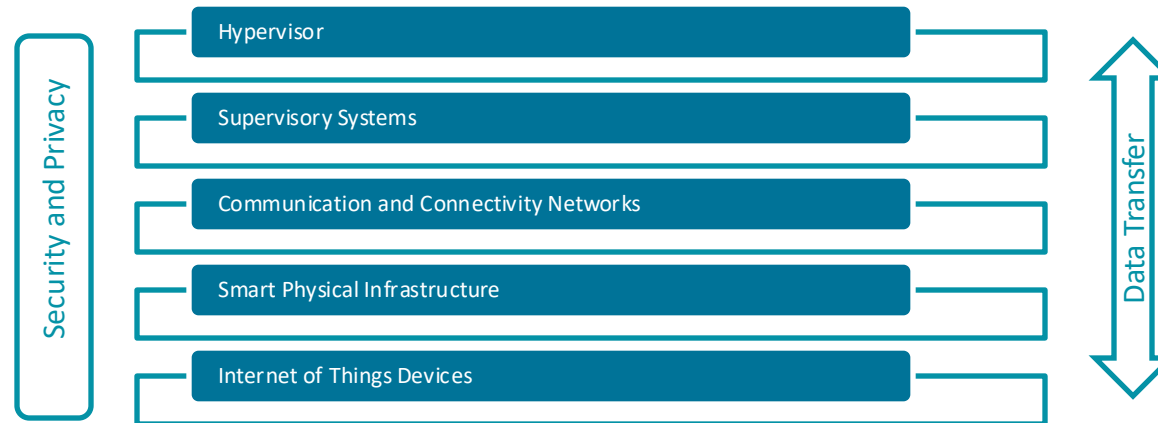 Security and Privacy
Hypervisor
Supervisory Systems
Communication and Connectivity Networks
Smart Physical Infrastructure
Internet of Things Devices
Data Transfer